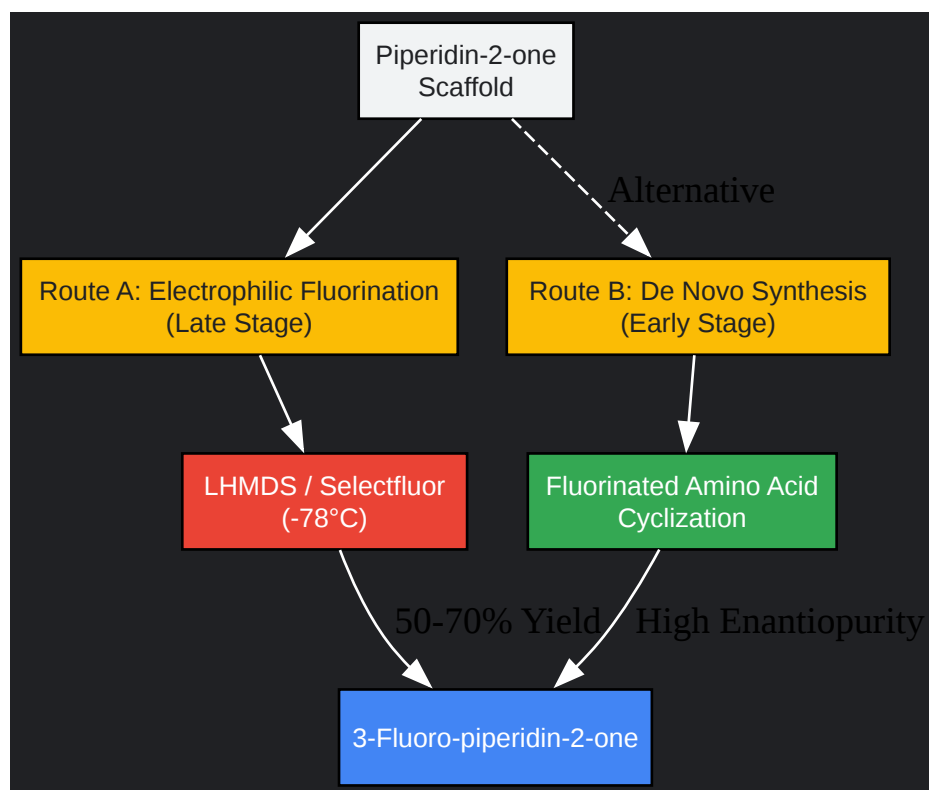 Piperidin-2-one
Scaffold
Alternative
Route A: Electrophilic Fluorination
(Late Stage)
Route B: De Novo Synthesis
(Early Stage)
LHMDS / Selectfluor
(-78°C)
Fluorinated Amino Acid
Cyclization
50-70% Yield
High Enantiopurity
3-Fluoro-piperidin-2-one